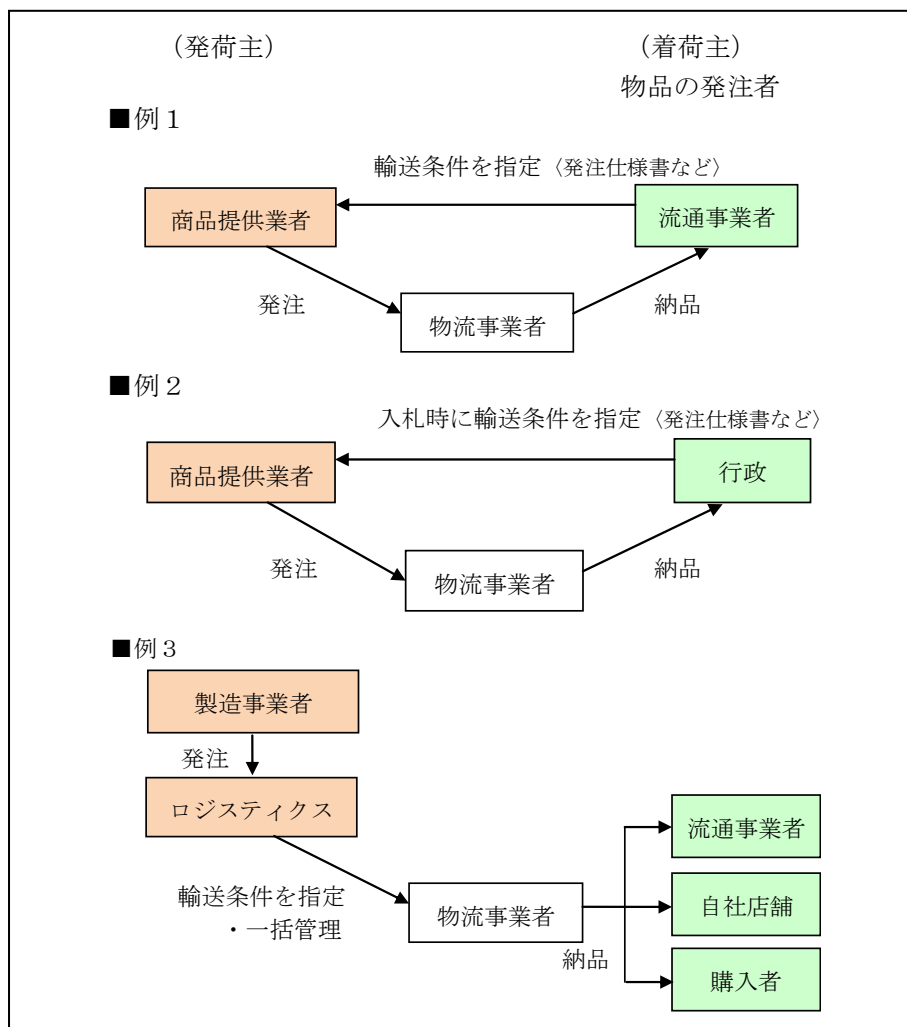 （発荷主）
（着荷主）
物品の発注者
■例１
輸送条件を指定〈発注仕様書など〉
商品提供業者
流通事業者
発注
物流事業者
納品
■例２
入札時に輸送条件を指定〈発注仕様書など〉
商品提供業者
行政
発注
物流事業者
納品
■例３
製造事業者
発注
ロジスティクス
流通事業者
輸送条件を指定
・一括管理
物流事業者
自社店舗
納品
購入者